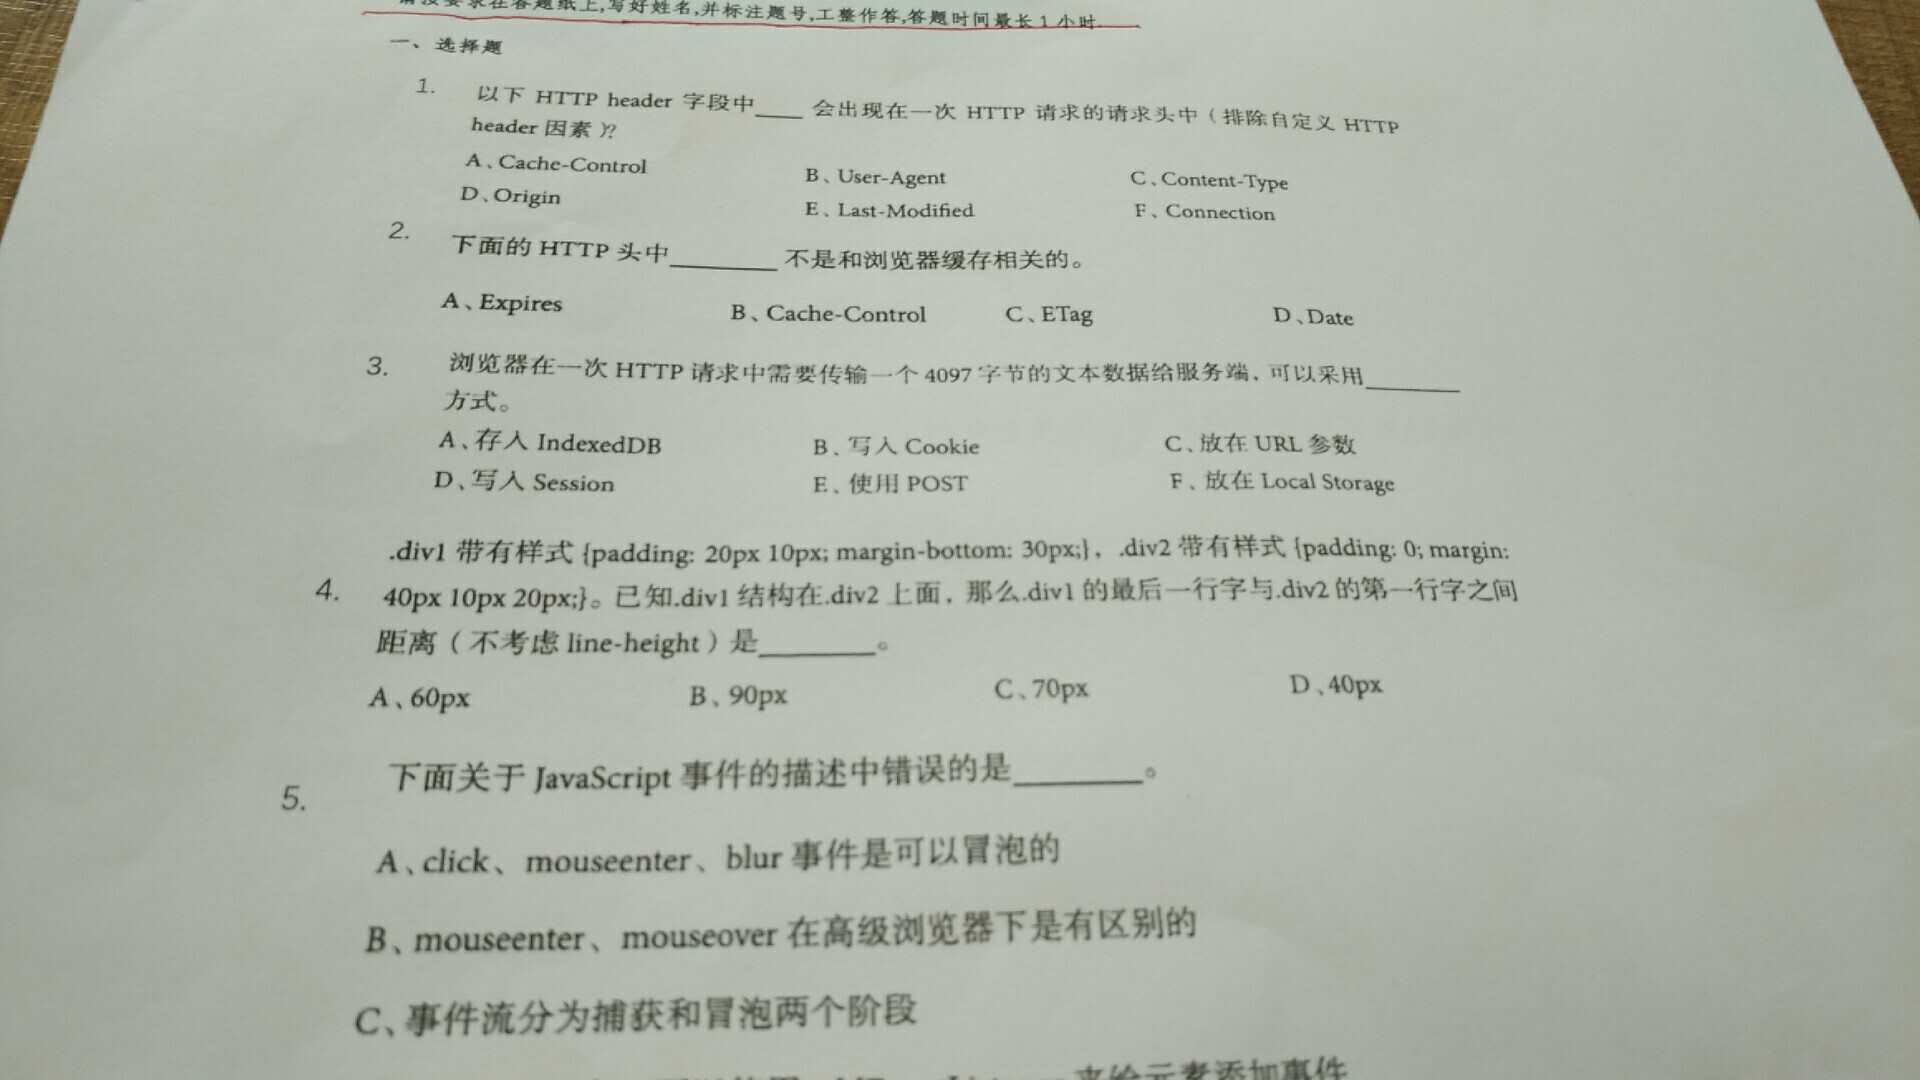 请按要求在答题纸上,写好姓名,并标注题号,工整作答,答题时间最长1小时.
一、选择题
1. 以下 HTTP header 字段中____ 会出现在一次 HTTP 请求的请求头中(排除自定义 HTTP
header 因素)?
A、Cache-Control B、User-Agent C、Content-Type
D、Origin E、Last-Modified F、Connection
2. 下面的 HTTP 头中________ 不是和浏览器缓存相关的。
A、Expires B、Cache-Control C、ETag D、Date
3. 浏览器在一次 HTTP 请求中需要传输一个 4097 字节的文本数据给服务端,可以采用_______
方式。
A、存入 IndexedDB B、写入 Cookie C、放在 URL 参数
D、写入 Session E、使用 POST F、放在 Local Storage
.div1 带有样式 {padding: 20px 10px; margin-bottom: 30px;}, .div2 带有样式 {padding: 0; margin:
4. 40px 10px 20px;}。已知.div1 结构在.div2 上面,那么.div1 的最后一行字与.div2 的第一行字之间
距离(不考虑 line-height)是________。
A、60px B、90px C、70px D、40px
5. 下面关于 JavaScript 事件的描述中错误的是________。
A、click、mouseenter、blur 事件是可以冒泡的
B、mouseenter、mouseover 在高级浏览器下是有区别的
C、事件流分为捕获和冒泡两个阶段
来给元素添加事件